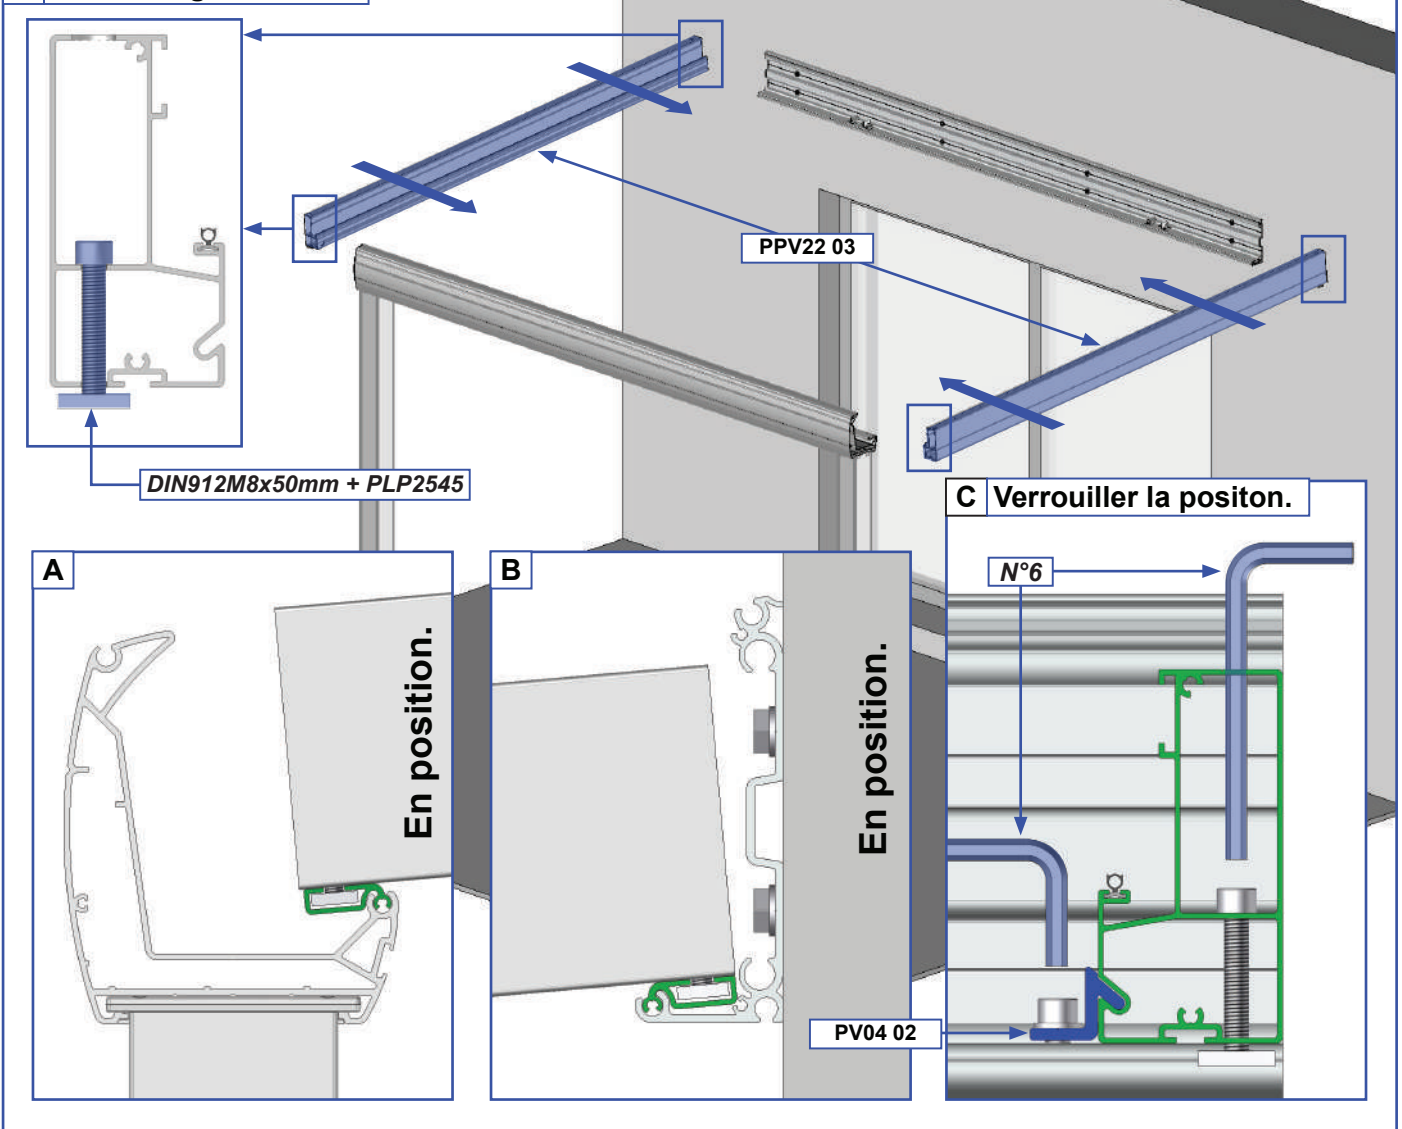 PPV22 03
DIN912M8x50mm + PLP2545
C Verrouiller la positon.
A
En position.
B
En position.
N°6
PV04 02